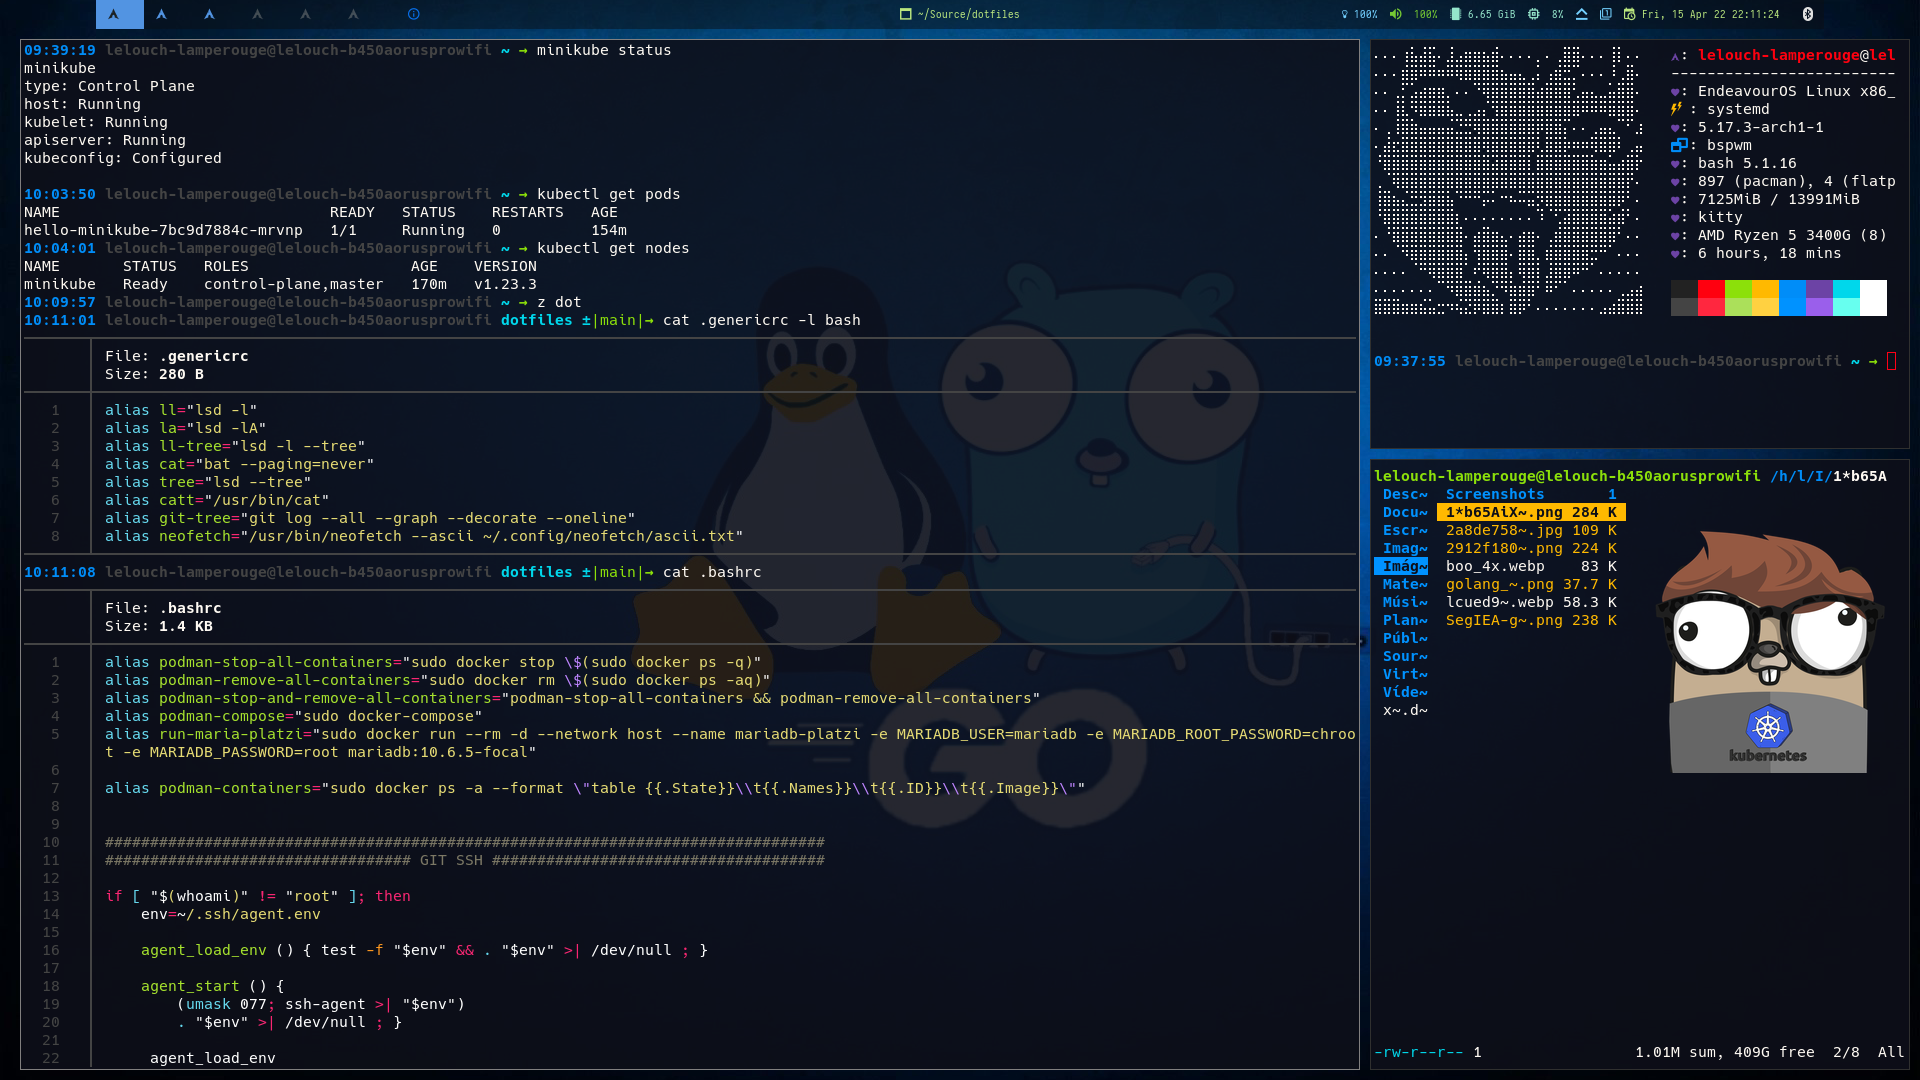 ~/Source/dotfiles
100% 100% 6.65 GiB 8% Fri, 15 Apr 22 22:11:24
09:39:19 lelouch-lamperouge@lelouch-b450aorusprowifi ~ → minikube status
minikube
type: Control Plane
host: Running
kubelet: Running
apiserver: Running
kubeconfig: Configured
10:03:50 lelouch-lamperouge@lelouch-b450aorusprowifi ~ → kubectl get pods
NAME READY STATUS RESTARTS AGE
hello-minikube-7bc9d7884c-mrvnp 1/1 Running 0 154m
10:04:01 lelouch-lamperouge@lelouch-b450aorusprowifi ~ → kubectl get nodes
NAME STATUS ROLES AGE VERSION
minikube Ready control-plane,master 170m v1.23.3
10:09:57 lelouch-lamperouge@lelouch-b450aorusprowifi ~ → z dot
10:11:01 lelouch-lamperouge@lelouch-b450aorusprowifi dotfiles ±|main|→ cat .genericrc -l bash
File: .genericrc
Size: 280 B
1 alias ll="lsd -l"
2 alias la="lsd -lA"
3 alias ll-tree="lsd -l --tree"
4 alias cat="bat --paging=never"
5 alias tree="lsd --tree"
6 alias catt="/usr/bin/cat"
7 alias git-tree="git log --all --graph --decorate --oneline"
8 alias neofetch="/usr/bin/neofetch --ascii ~/.config/neofetch/ascii.txt"
10:11:08 lelouch-lamperouge@lelouch-b450aorusprowifi dotfiles ±|main|→ cat .bashrc
File: .bashrc
Size: 1.4 KB
1 alias podman-stop-all-containers="sudo docker stop \$(sudo docker ps -q)"
2 alias podman-remove-all-containers="sudo docker rm \$(sudo docker ps -aq)"
3 alias podman-stop-and-remove-all-containers="podman-stop-all-containers && podman-remove-all-containers"
4 alias podman-compose="sudo docker-compose"
5 alias run-maria-platzi="sudo docker run --rm -d --network host --name mariadb-platzi -e MARIADB_USER=mariadb -e MARIADB_ROOT_PASSWORD=chroo
t -e MARIADB_PASSWORD=root mariadb:10.6.5-focal"
6
7 alias podman-containers="sudo docker ps -a --format \"table {{.State}}\\t{{.Names}}\\t{{.ID}}\\t{{.Image}}\""
8
9
10 ################################################################################
11 ################################## GIT SSH #####################################
12
13 if [ "$(whoami)" != "root" ]; then
14 env=~/.ssh/agent.env
15
16 agent_load_env () { test -f "$env" && . "$env" >| /dev/null ; }
17
18 agent_start () {
19 (umask 077; ssh-agent >| "$env")
20 . "$env" >| /dev/null ; }
21
22 agent_load_env
GO
: lelouch-lamperouge@lel
-------------------------
: EndeavourOS Linux x86_
: systemd
: 5.17.3-arch1-1
: bspwm
: bash 5.1.16
: 897 (pacman), 4 (flatp
: 7125MiB / 13991MiB
: kitty
: AMD Ryzen 5 3400G (8)
: 6 hours, 18 mins
09:37:55 lelouch-lamperouge@lelouch-b450aorusprowifi ~ →
lelouch-lamperouge@lelouch-b450aorusprowifi /h/l/I/1*b65A
Desc~ Screenshots 1
Docu~ 1*b65AiX~.png 284 K
Escr~ 2a8de758~.jpg 109 K
Imag~ 2912f180~.png 224 K
Imág~ boo_4x.webp 83 K
Mate~ golang_~.png 37.7 K
Músi~ lcued9~.webp 58.3 K
Plan~ SegIEA-g~.png 238 K
Públ~
Sour~
Virt~
Víde~
x~.d~
kubernetes
-rw-r--r-- 1 1.01M sum, 409G free 2/8 All